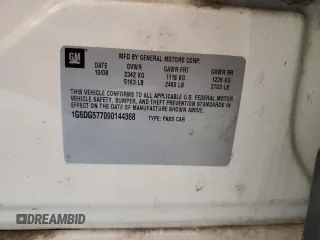 GM
MFD BY GENERAL MOTORS CORP.
DATE GVWR GAWR FRT GAWR RR
10/08 2342 KG 1116 KG 1226 KG
5163 LB 2460 LB 2703 LB
THIS VEHICLE CONFORMS TO ALL APPLICABLE U.S. FEDERAL MOTOR
VEHICLE SAFETY, BUMPER, AND THEFT PREVENTION STANDARDS IN
EFFECT ON THE DATE OF MANUFACTURE SHOWN ABOVE.
1G6DG577090144368 TYPE: PASS CAR
DREAMBID